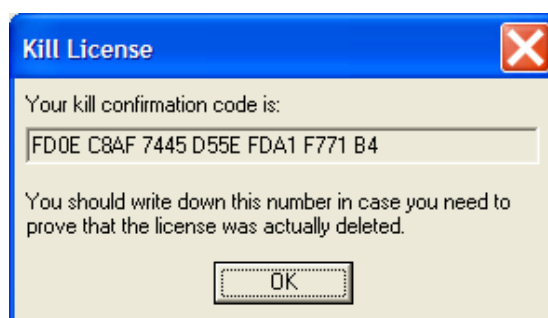 Kill License
Your kill confirmation code is:
FD0E C8AF 7445 D55E FDA1 F771 B4
You should write down this number in case you need to
prove that the license was actually deleted.
OK